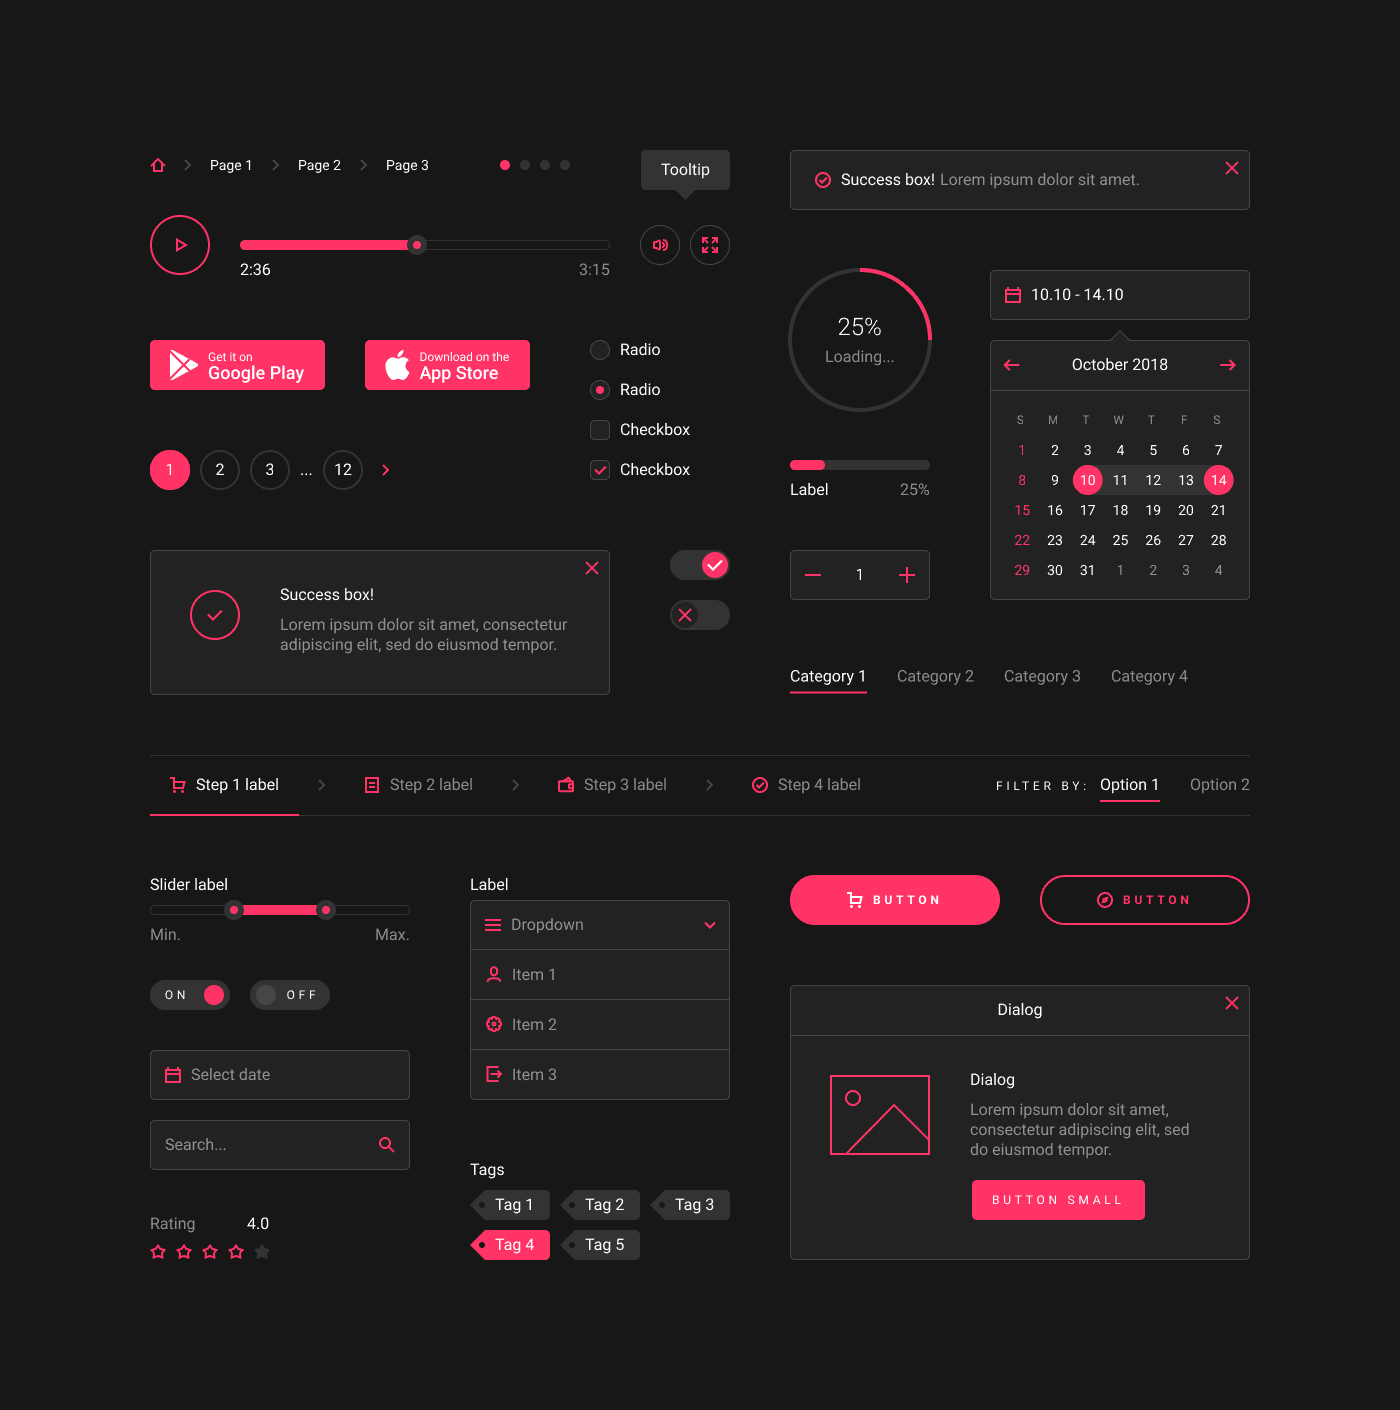 Page 1 Page 2 Page 3
Tooltip
2:36 3:15
Get it on
Google Play
Download on the
App Store
Radio
Radio
Checkbox
Checkbox
1 2 3 ... 12
Success box!
Lorem ipsum dolor sit amet, consectetur
adipiscing elit, sed do eiusmod tempor.
Success box! Lorem ipsum dolor sit amet.
25%
Loading...
Label 25%
1
10.10 - 14.10
October 2018
S M T W T F S
1 2 3 4 5 6 7
8 9 10 11 12 13 14
15 16 17 18 19 20 21
22 23 24 25 26 27 28
29 30 31 1 2 3 4
Category 1 Category 2 Category 3 Category 4
Step 1 label Step 2 label Step 3 label Step 4 label
FILTER BY: Option 1 Option 2
Slider label
Min. Max.
ON OFF
Select date
Search...
Rating 4.0
Label
Dropdown
Item 1
Item 2
Item 3
Tags
Tag 1 Tag 2 Tag 3
Tag 4 Tag 5
BUTTON BUTTON
Dialog
Dialog
Lorem ipsum dolor sit amet,
consectetur adipiscing elit, sed
do eiusmod tempor.
BUTTON SMALL